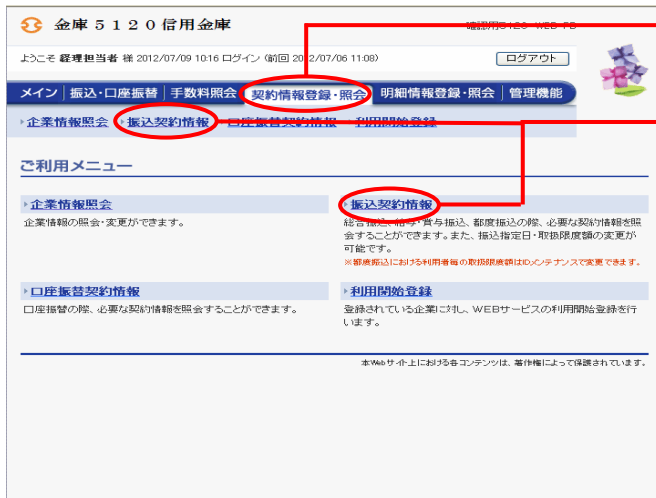 金庫５１２０信用金庫
ようこそ 経理担当者 様 2012/07/09 10:16 ログイン (前回 2012/07/06 11:08)
ログアウト
メイン 振込・口座振替 手数料照会 契約情報登録・照会 明細情報登録・照会 管理機能
企業情報照会 振込契約情報 口座振替契約情報 利用開始登録
ご利用メニュー
企業情報照会
企業情報の照会・変更ができます。
振込契約情報
総合振込、給与・賞与振込、都度振込の際、必要な契約情報を照
会することができます。また、振込指定日・取扱限度額の変更が
可能です。
※都度振込における利用者毎の取扱限度額はIDメンテナンスで変更できます。
口座振替契約情報
口座振替の際、必要な契約情報を照会することができます。
利用開始登録
登録されている企業に対し、WEBサービスの利用開始登録を行
います。
本Webサイト上における各コンテンツは、著作権によって保護されています。